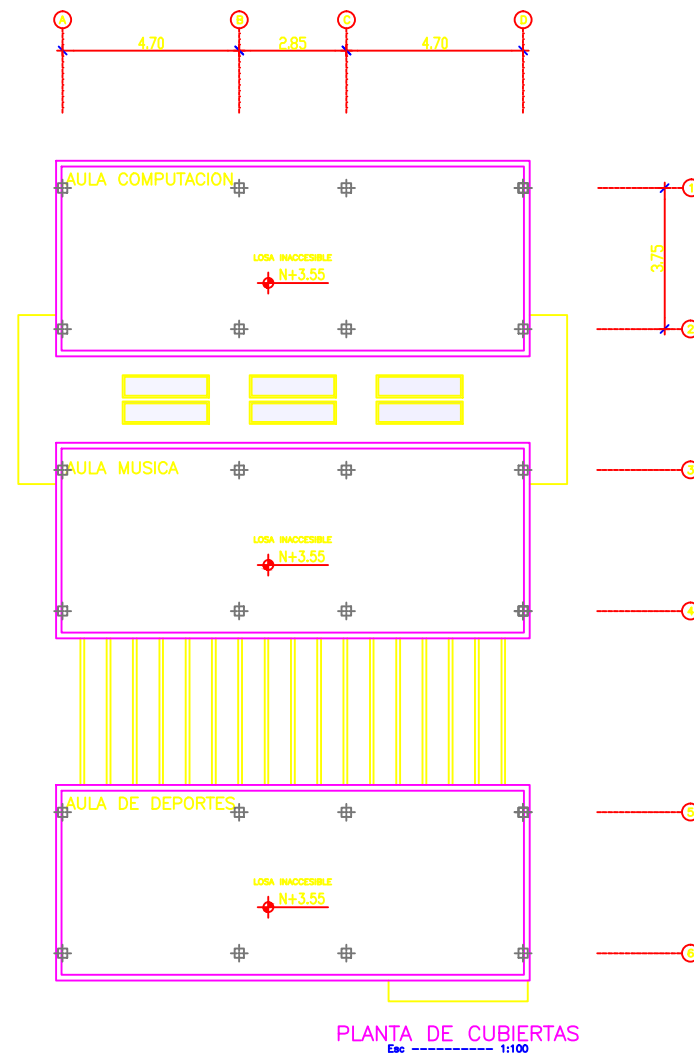 A B C D
4.70 2.85 4.70
AULA COMPUTACION
1
3.75
LOSA INACCESIBLE
N+3.55
2
3
AULA MUSICA
LOSA INACCESIBLE
N+3.55
4
AULA DE DEPORTES
5
LOSA INACCESIBLE
N+3.55
6
PLANTA DE CUBIERTAS
Esc ---------- 1:100